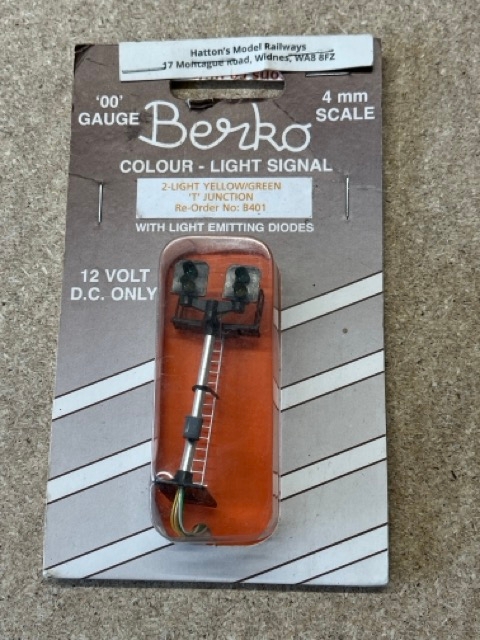 Hatton's Model Railways
17 Montague Road, Widnes, WA8 8FZ
'00'
GAUGE
4 mm
SCALE
Berko
COLOUR - LIGHT SIGNAL
2-LIGHT YELLOW/GREEN
'T' JUNCTION
Re-Order No: B401
WITH LIGHT EMITTING DIODES
12 VOLT
D.C. ONLY